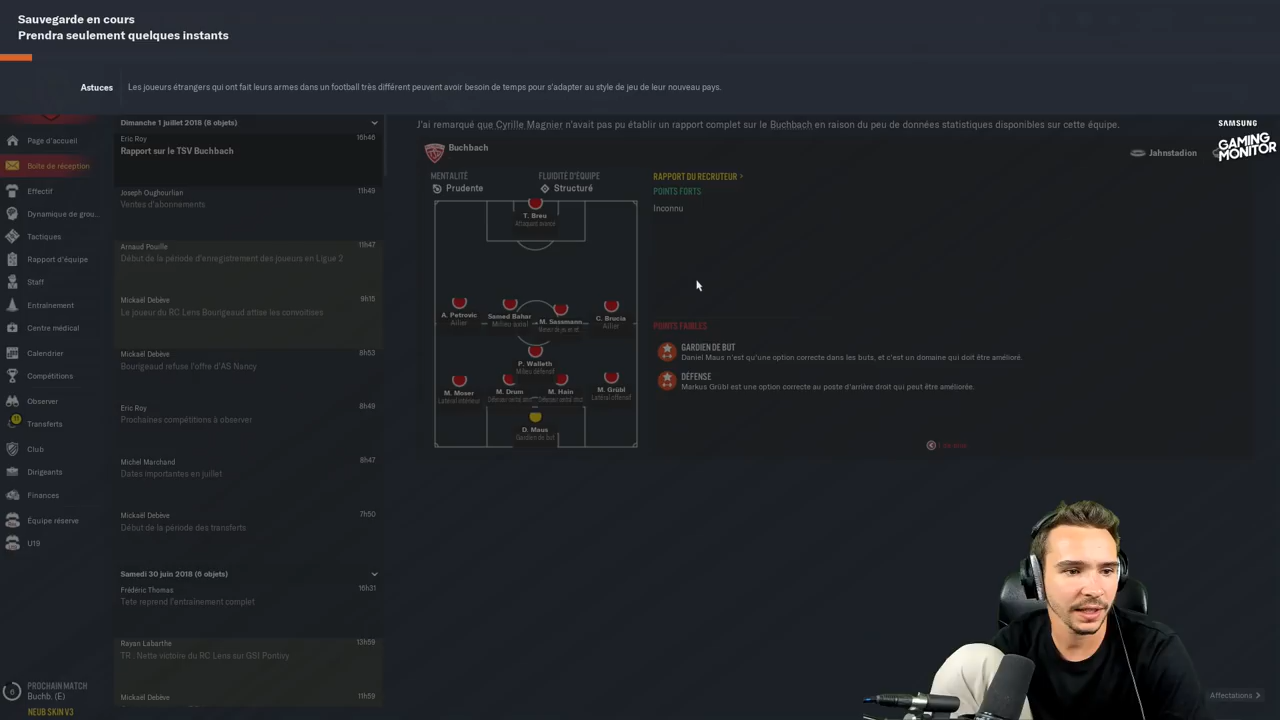 Sauvegarde en cours
Prendra seulement quelques instants
Astuces
Les joueurs étrangers qui ont fait leurs armes dans un football très différent peuvent avoir besoin de temps pour s'adapter au style de jeu de leur nouveau pays.
SAMSUNG
GAMING
MONITOR
Page d'accueil
Boîte de réception
Effectif
Dynamique de grou...
Tactiques
Rapport d'équipe
Staff
Entraînement
Centre médical
Calendrier
Compétitions
Observer
11
Transferts
Club
Dirigeants
Finances
Équipe réserve
U19
6
PROCHAIN MATCH
Buchb. (E)
NEUB SKIN V3
Dimanche 1 juillet 2018 (8 objets)
Eric Roy
16h46
Rapport sur le TSV Buchbach
Joseph Oughourlian
11h49
Ventes d'abonnements
Arnaud Pouille
11h47
Début de la période d'enregistrement des joueurs en Ligue 2
Mickaël Debève
9h15
Le joueur du RC Lens Bourigeaud attise les convoitises
Mickaël Debève
8h53
Bourigeaud refuse l'offre d'AS Nancy
Eric Roy
8h49
Prochaines compétitions à observer
Michel Marchand
8h47
Dates importantes en juillet
Mickaël Debève
7h50
Début de la période des transferts
Samedi 30 juin 2018 (6 objets)
Frédéric Thomas
16h31
Tete reprend l'entraînement complet
Rayan Labarthe
13h59
TR : Nette victoire du RC Lens sur GSI Pontivy
Mickaël Debève
11h59
J'ai remarqué que Cyrille Magnier n'avait pas pu établir un rapport complet sur le Buchbach en raison du peu de données statistiques disponibles sur cette équipe.
Buchbach
Jahnstadion
MENTALITÉ
Prudente
FLUIDITÉ D'ÉQUIPE
Structuré
T. Breu
Attaquant avancé
A. Petrovic
Ailier
Samed Bahar
M. Sassmann...
C. Brucia
Ailier
P. Walleth
Milieu défensif
M. Moser
Latéral intérieur
M. Drum
M. Hain
M. Grübl
Latéral offensif
D. Maus
Gardien de but
RAPPORT DU RECRUTEUR >
POINTS FORTS
Inconnu
POINTS FAIBLES
GARDIEN DE BUT
Daniel Maus n'est qu'une option correcte dans les buts, et c'est un domaine qui doit être amélioré.
DÉFENSE
Markus Grübl est une option correcte au poste d'arrière droit qui peut être améliorée.
Affectations >